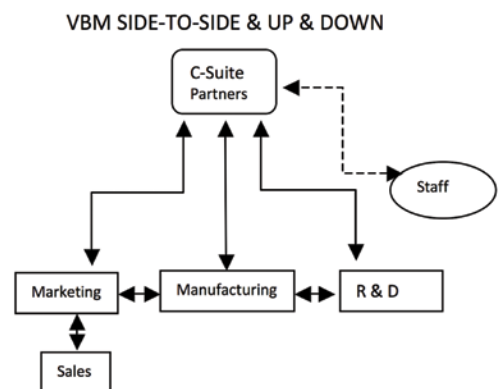 VBM SIDE-TO-SIDE & UP & DOWN
C-Suite
Partners
Staff
Marketing
Manufacturing
R & D
Sales